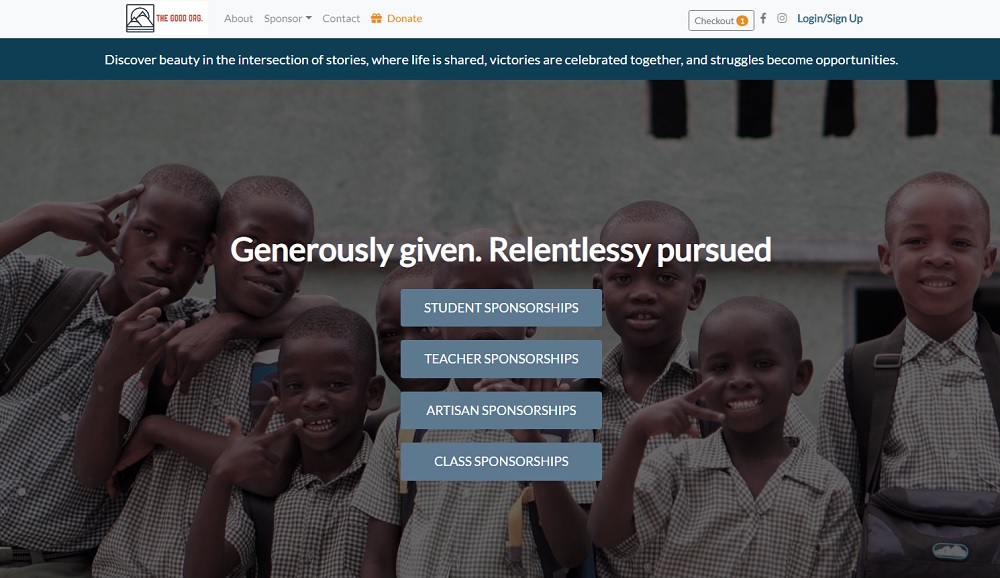 THE GOOD ORG.
About Sponsor Contact Donate Checkout 1 Login/Sign Up
Discover beauty in the intersection of stories, where life is shared, victories are celebrated together, and struggles become opportunities.
Generously given. Relentlessy pursued
STUDENT SPONSORSHIPS
TEACHER SPONSORSHIPS
ARTISAN SPONSORSHIPS
CLASS SPONSORSHIPS